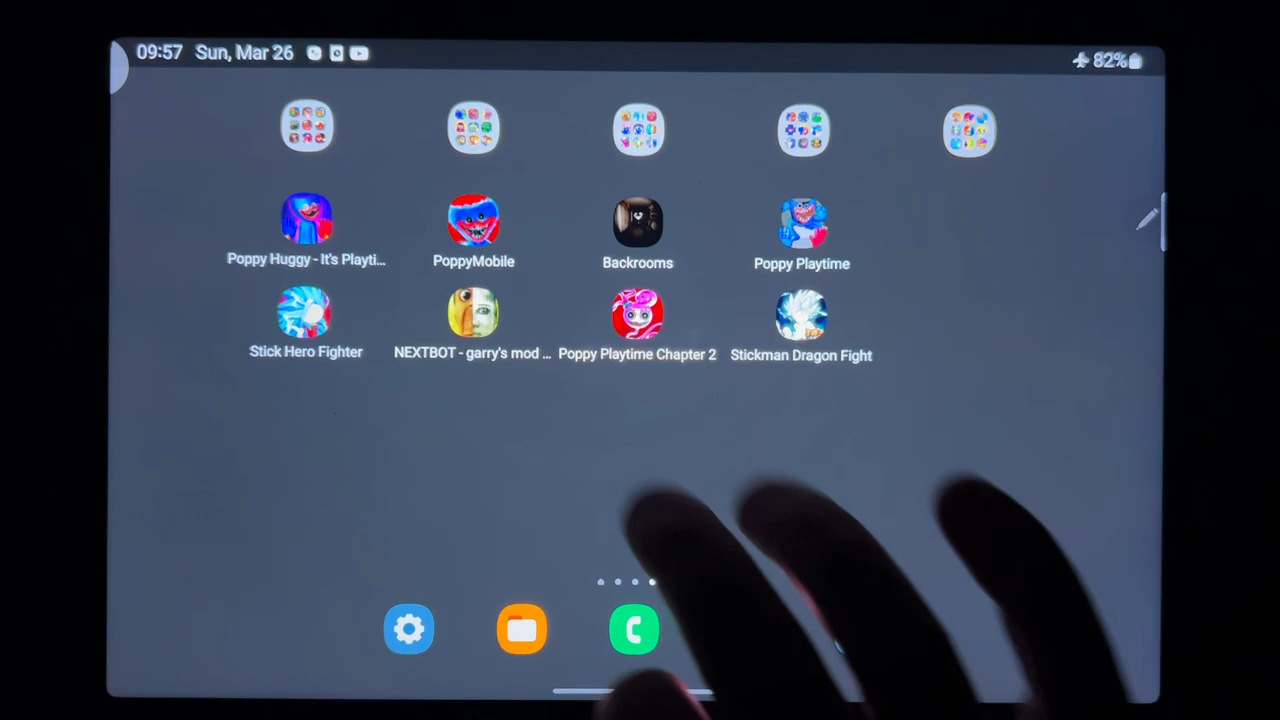 09:57 Sun, Mar 26
82%
Poppy Huggy - It's Playti...
PoppyMobile
Backrooms
Poppy Playtime
Stick Hero Fighter
NEXTBOT - garry's mod ...
Poppy Playtime Chapter 2
Stickman Dragon Fight